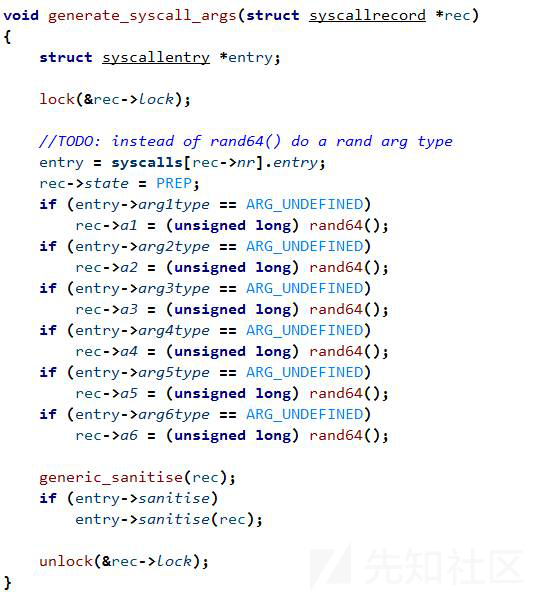 void generate_syscall_args(struct syscallrecord *rec)
{
    struct syscallentry *entry;

    lock(&rec->lock);

    //TODO: instead of rand64() do a rand arg type
    entry = syscalls[rec->nr].entry;
    rec->state = PREP;
    if (entry->arg1type == ARG_UNDEFINED)
        rec->a1 = (unsigned long) rand64();
    if (entry->arg2type == ARG_UNDEFINED)
        rec->a2 = (unsigned long) rand64();
    if (entry->arg3type == ARG_UNDEFINED)
        rec->a3 = (unsigned long) rand64();
    if (entry->arg4type == ARG_UNDEFINED)
        rec->a4 = (unsigned long) rand64();
    if (entry->arg5type == ARG_UNDEFINED)
        rec->a5 = (unsigned long) rand64();
    if (entry->arg6type == ARG_UNDEFINED)
        rec->a6 = (unsigned long) rand64();

    generic_sanitise(rec);
    if (entry->sanitise)
        entry->sanitise(rec);

    unlock(&rec->lock);
}
先知社区